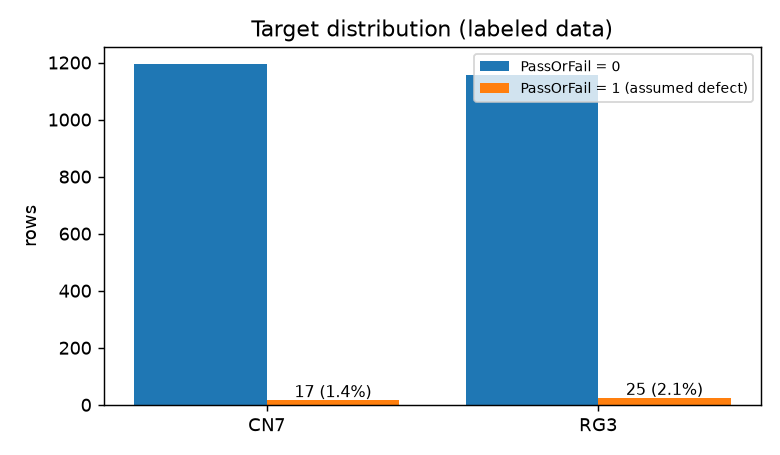 Target distribution (labeled data)
PassOrFail = 0
PassOrFail = 1 (assumed defect)
1200
1000
800
600
400
200
0
rows
17 (1.4%)
25 (2.1%)
CN7
RG3